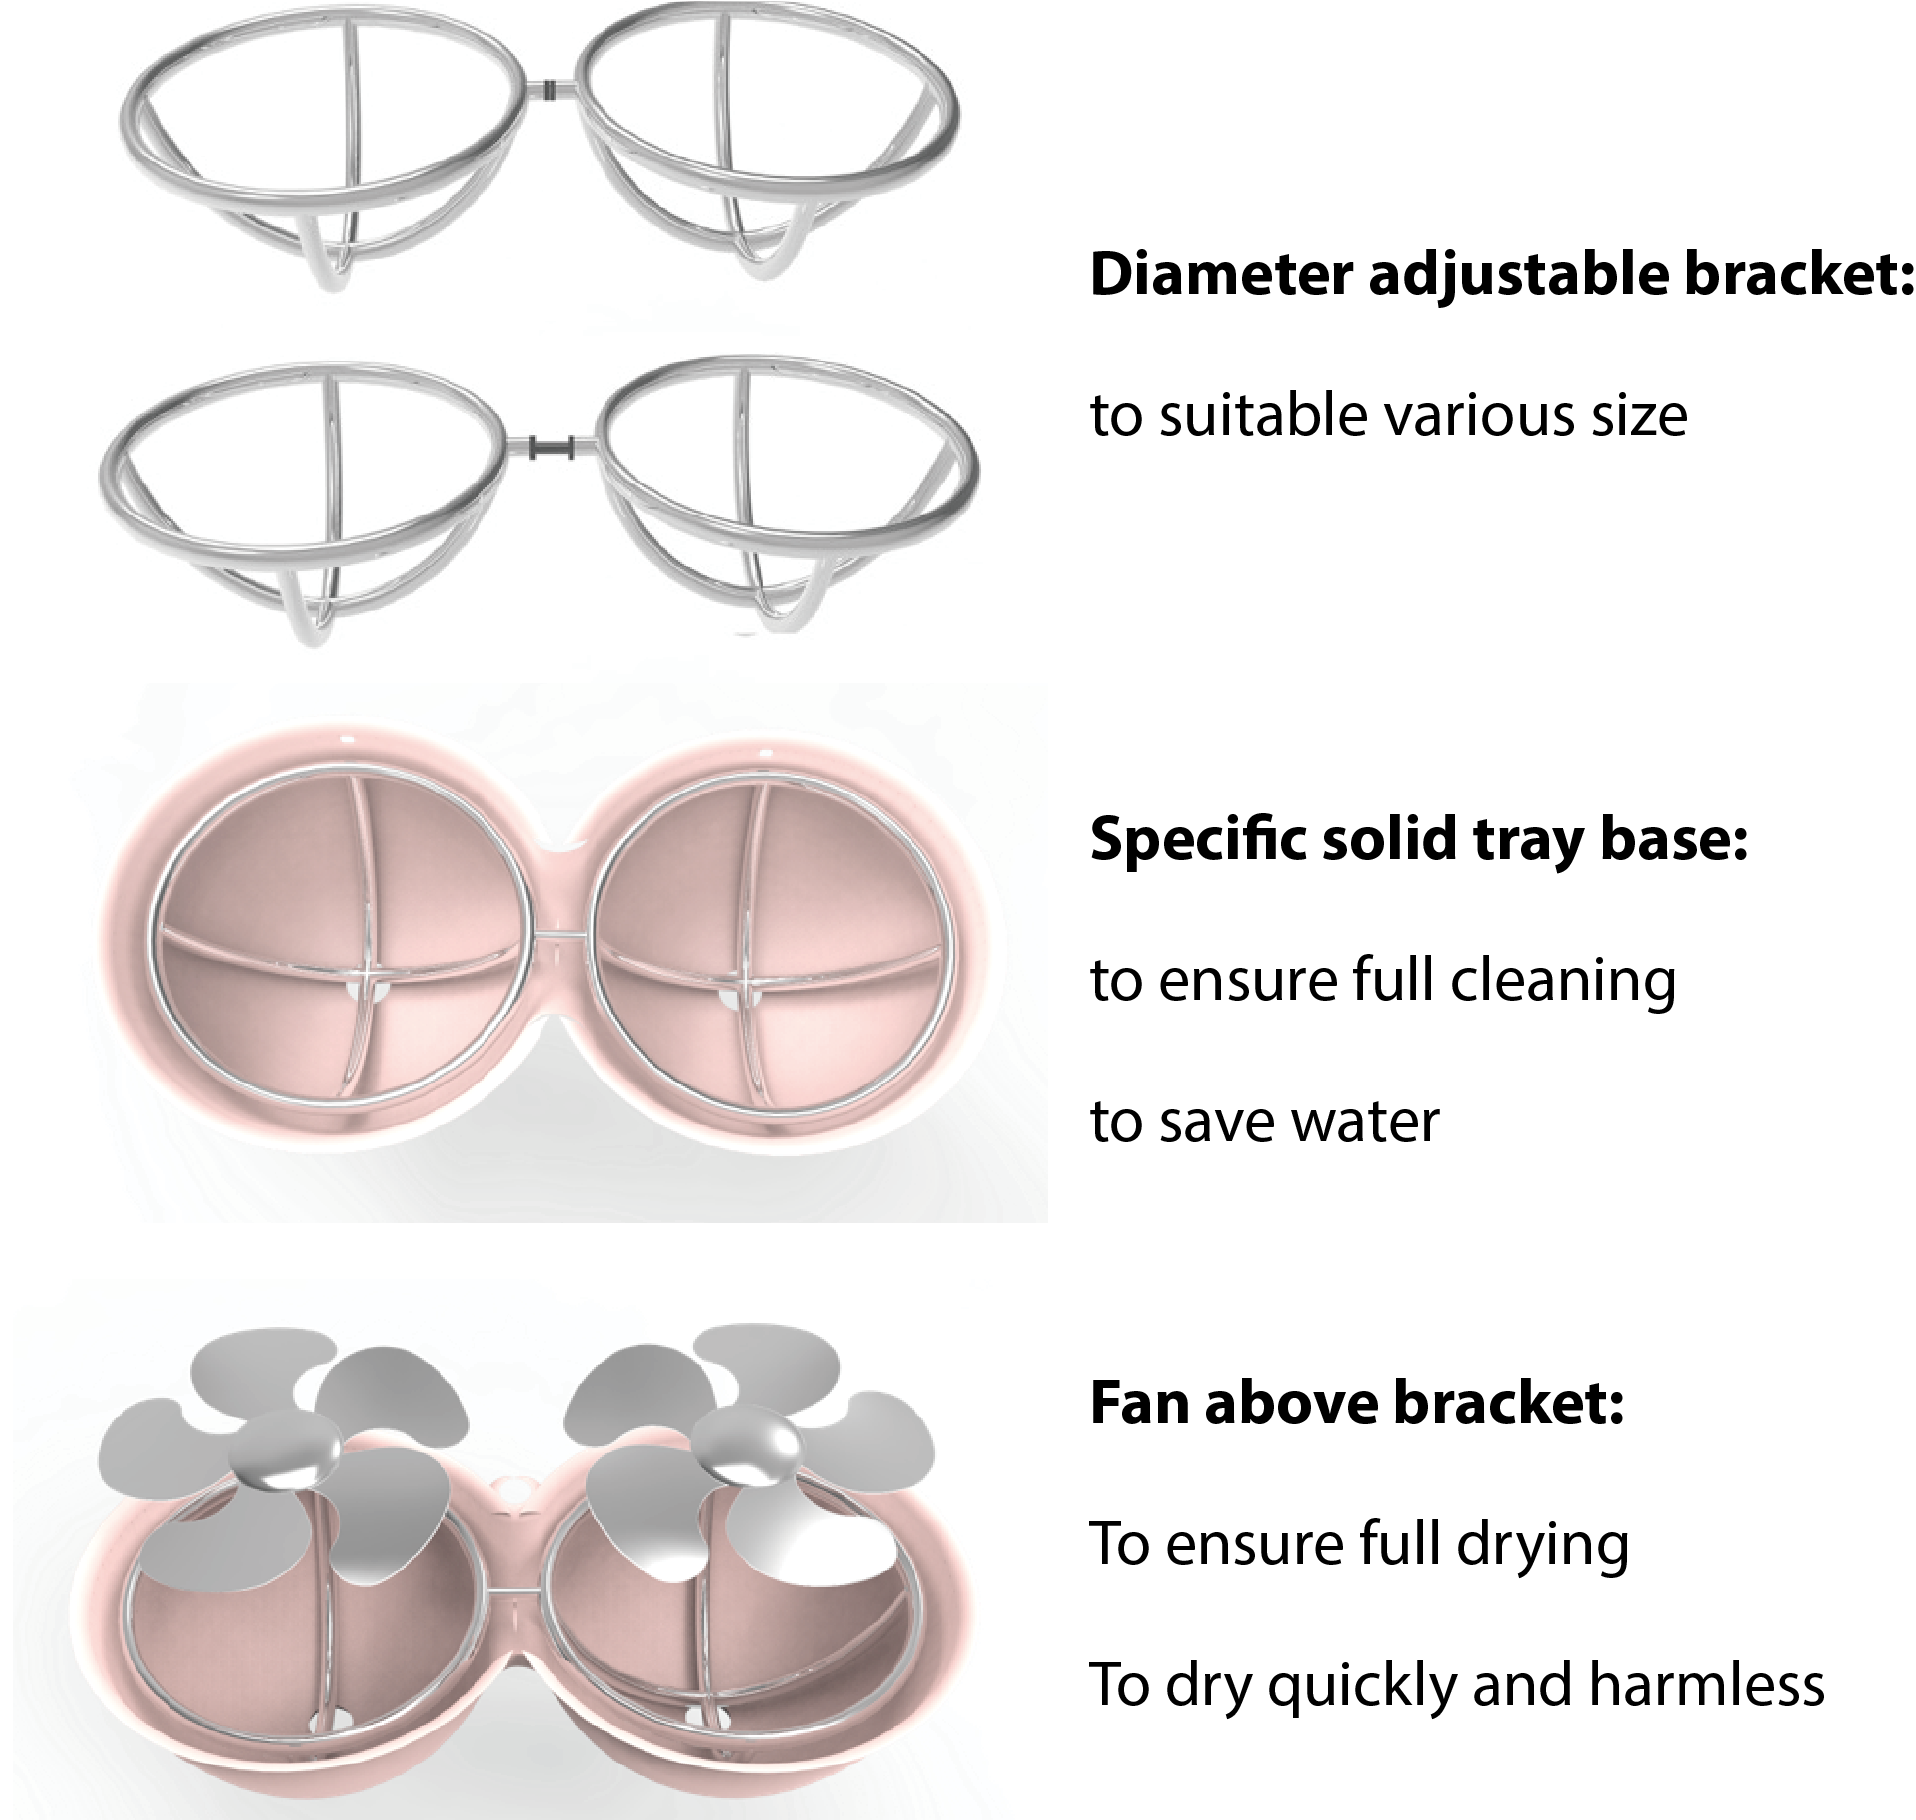 Diameter adjustable bracket:
to suitable various size
Specific solid tray base:
to ensure full cleaning
to save water
Fan above bracket:
To ensure full drying
To dry quickly and harmless